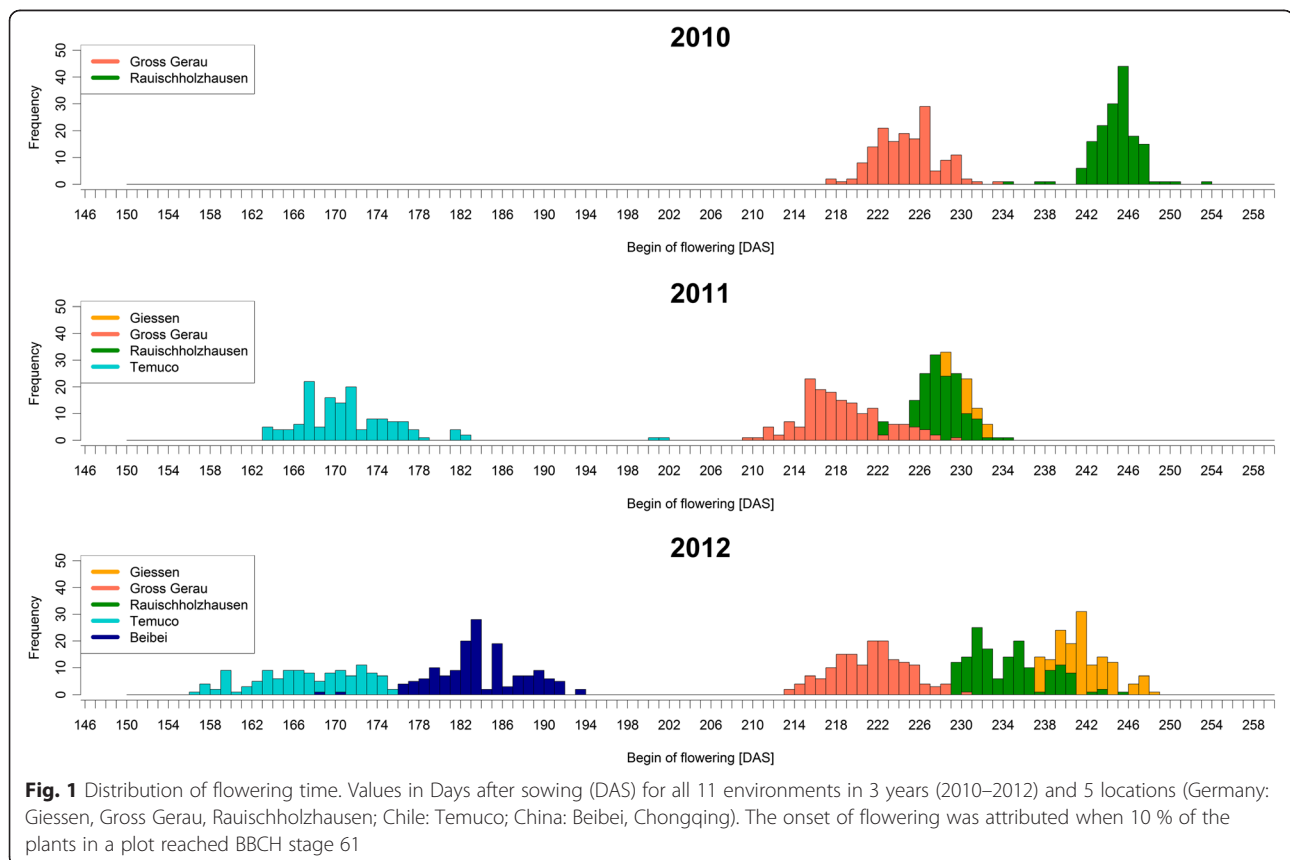 2010
Gross Gerau
Rauischholzhausen
Frequency
0 10 20 30 40 50
146 150 154 158 162 166 170 174 178 182 186 190 194 198 202 206 210 214 218 222 226 230 234 238 242 246 250 254 258
Begin of flowering [DAS]
2011
Giessen
Gross Gerau
Rauischholzhausen
Temuco
Frequency
0 10 20 30 40 50
146 150 154 158 162 166 170 174 178 182 186 190 194 198 202 206 210 214 218 222 226 230 234 238 242 246 250 254 258
Begin of flowering [DAS]
2012
Giessen
Gross Gerau
Rauischholzhausen
Temuco
Beibei
Frequency
0 10 20 30 40 50
146 150 154 158 162 166 170 174 178 182 186 190 194 198 202 206 210 214 218 222 226 230 234 238 242 246 250 254 258
Begin of flowering [DAS]
Fig. 1 Distribution of flowering time. Values in Days after sowing (DAS) for all 11 environments in 3 years (2010–2012) and 5 locations (Germany:
Giessen, Gross Gerau, Rauischholzhausen; Chile: Temuco; China: Beibei, Chongqing). The onset of flowering was attributed when 10 % of the
plants in a plot reached BBCH stage 61